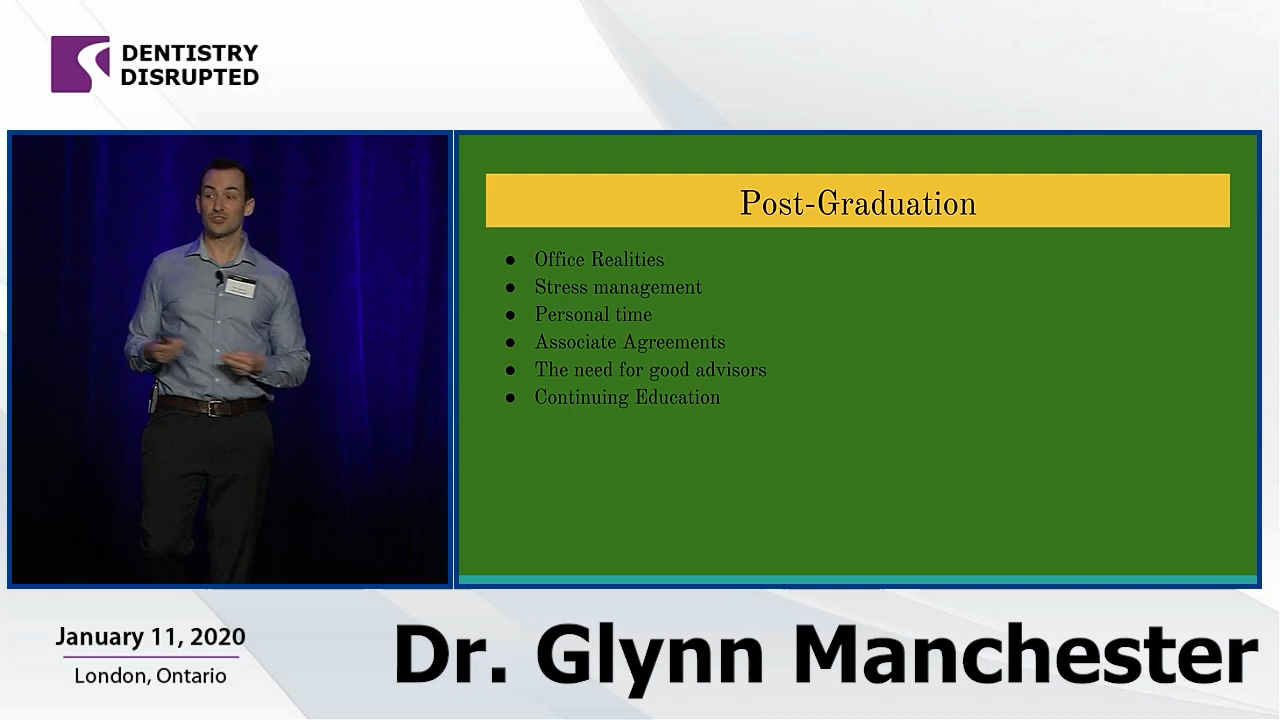 DENTISTRY
DISRUPTED
Post-Graduation
● Office Realities
● Stress management
● Personal time
● Associate Agreements
● The need for good advisors
● Continuing Education
January 11, 2020
London, Ontario
Dr. Glynn Manchester